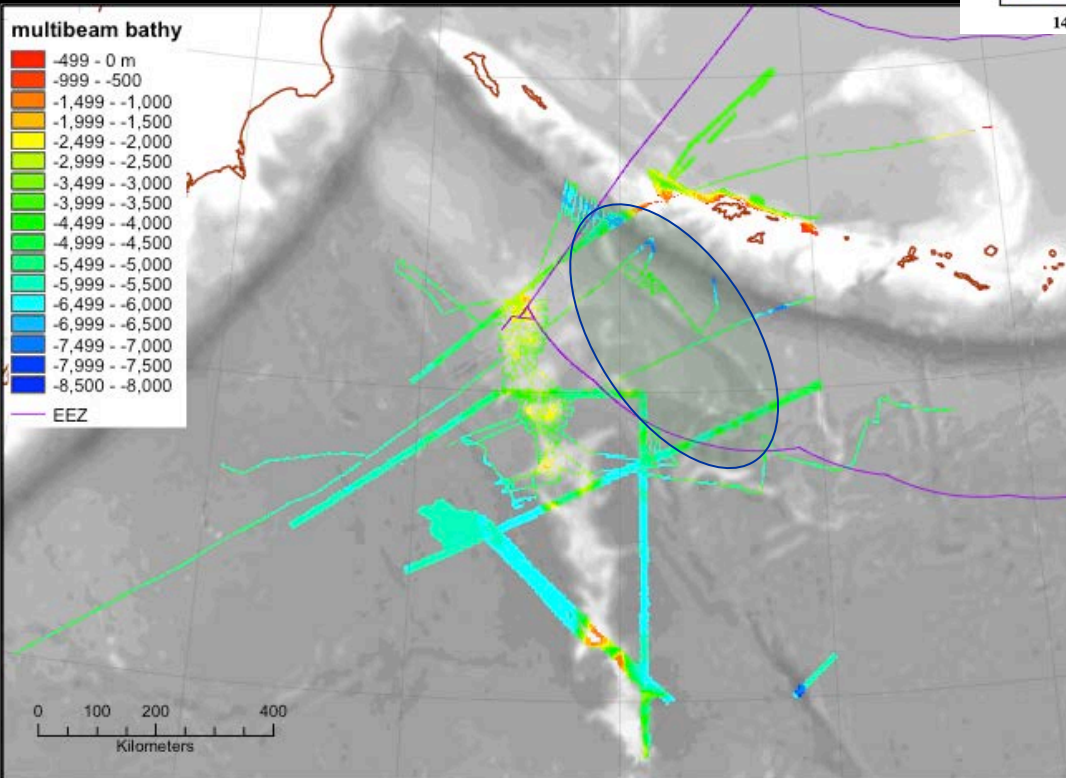 multibeam bathy
-499 - 0 m
-999 - -500
-1,499 - -1,000
-1,999 - -1,500
-2,499 - -2,000
-2,999 - -2,500
-3,499 - -3,000
-3,999 - -3,500
-4,499 - -4,000
-4,999 - -4,500
-5,499 - -5,000
-5,999 - -5,500
-6,499 - -6,000
-6,999 - -6,500
-7,499 - -7,000
-7,999 - -7,500
-8,500 - -8,000
EEZ
14
0 100 200 400
Kilometers